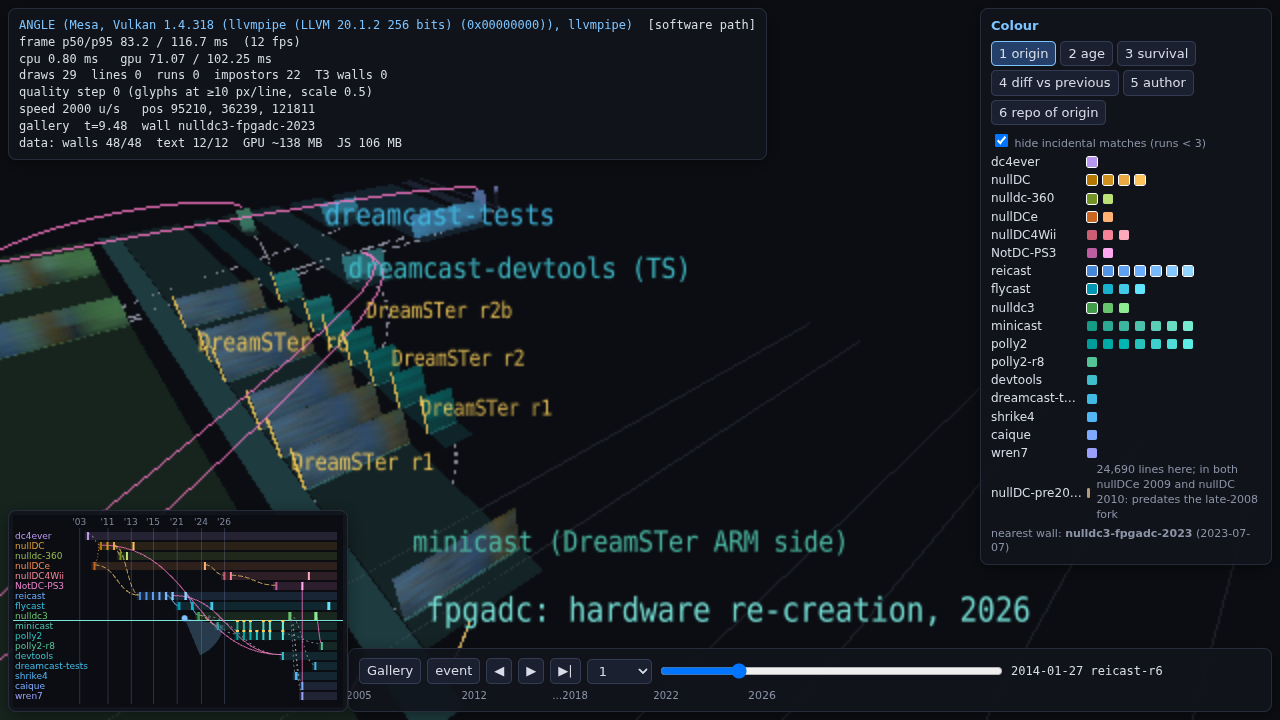 ANGLE (Mesa, Vulkan 1.4.318 (llvmpipe (LLVM 20.1.2 256 bits) (0x00000000)), llvmpipe) [software path]
frame p50/p95 83.2 / 116.7 ms (12 fps)
cpu 0.80 ms gpu 71.07 / 102.25 ms
draws 29 lines 0 runs 0 impostors 22 T3 walls 0
quality step 0 (glyphs at ≥10 px/line, scale 0.5)
speed 2000 u/s pos 95210, 36239, 121811
gallery t=9.48 wall nulldc3-fpgadc-2023
data: walls 48/48 text 12/12 GPU ~138 MB JS 106 MB
Colour
1 origin 2 age 3 survival
4 diff vs previous 5 author
6 repo of origin
hide incidental matches (runs < 3)
dc4ever
nullDC
nulldc-360
nullDCe
nullDC4Wii
NotDC-PS3
reicast
flycast
nulldc3
minicast
polly2
polly2-r8
devtools
dreamcast-t...
shrike4
caique
wren7
nullDC-pre20...
24,690 lines here; in both
nullDCe 2009 and nullDC
2010: predates the late-2008
fork
nearest wall: nulldc3-fpgadc-2023 (2023-07-
07)
dreamcast-tests
dreamcast-devtools (TS)
DreamSTer r2b
DreamSTer r6
DreamSTer r2
DreamSTer r1
DreamSTer r1
minicast (DreamSTer ARM side)
fpgadc: hardware re-creation, 2026
'03 '11 '13 '15 '21 '24 '26
dc4ever
nullDC
nulldc-360
nullDCe
nullDC4Wii
NotDC-PS3
reicast
flycast
nulldc3
minicast
polly2
polly2-r8
devtools
dreamcast-tests
shrike4
caique
wren7
Gallery event ◀ ▶ ▶| 1 2014-01-27 reicast-r6
2005 2012 ...2018 2022 2026